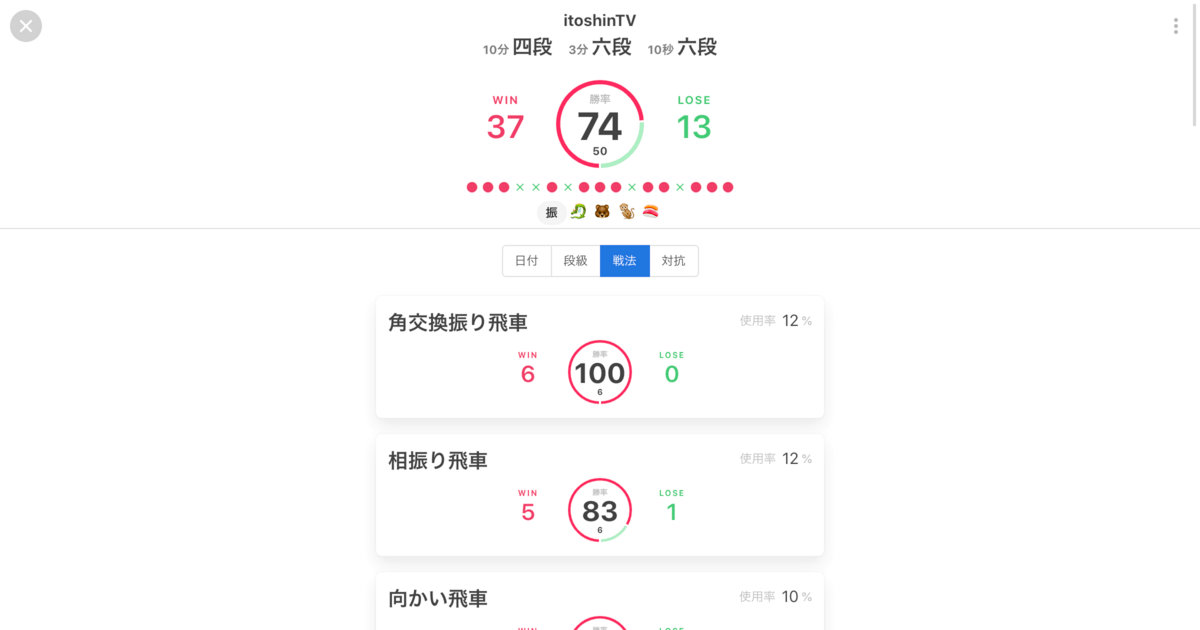 itoshinTV
10分 四段 3分 六段 10秒 六段
WIN 勝率 LOSE
37 74 13
50
●●●××●×●●●×●●×●●●
振
日付 段級 戦法 対抗
角交換振り飛車 使用率 12 %
WIN 勝率 LOSE
6 100 0
6
相振り飛車 使用率 12 %
WIN 勝率 LOSE
5 83 1
6
向かい飛車 使用率 10 %
WIN 勝率 LOSE